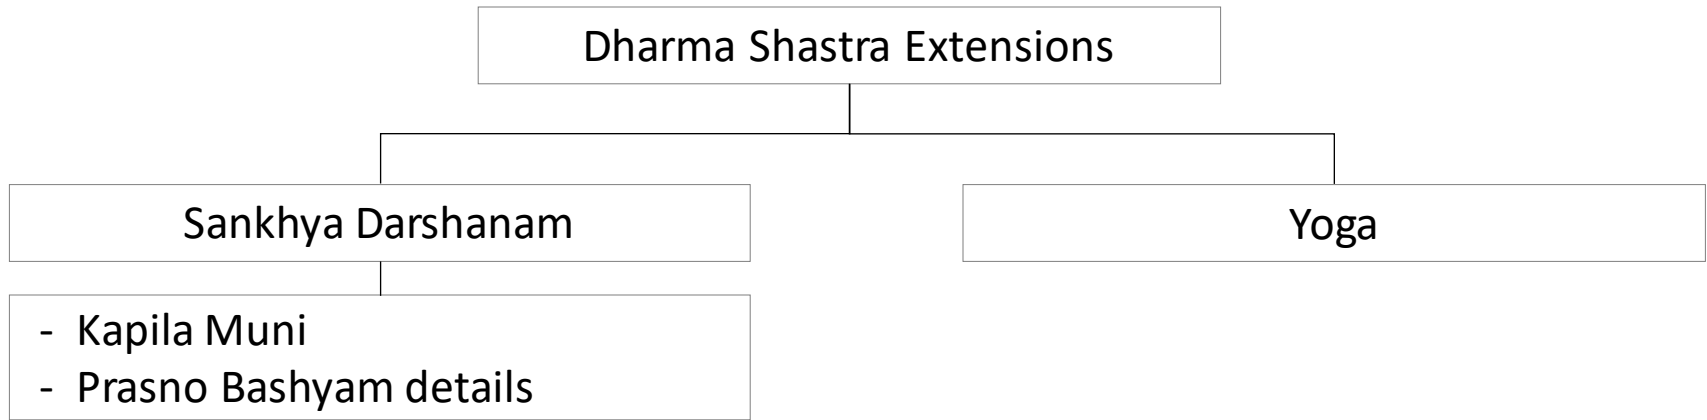 Dharma Shastra Extensions
Sankhya Darshanam
Yoga
- Kapila Muni
- Prasno Bashyam details